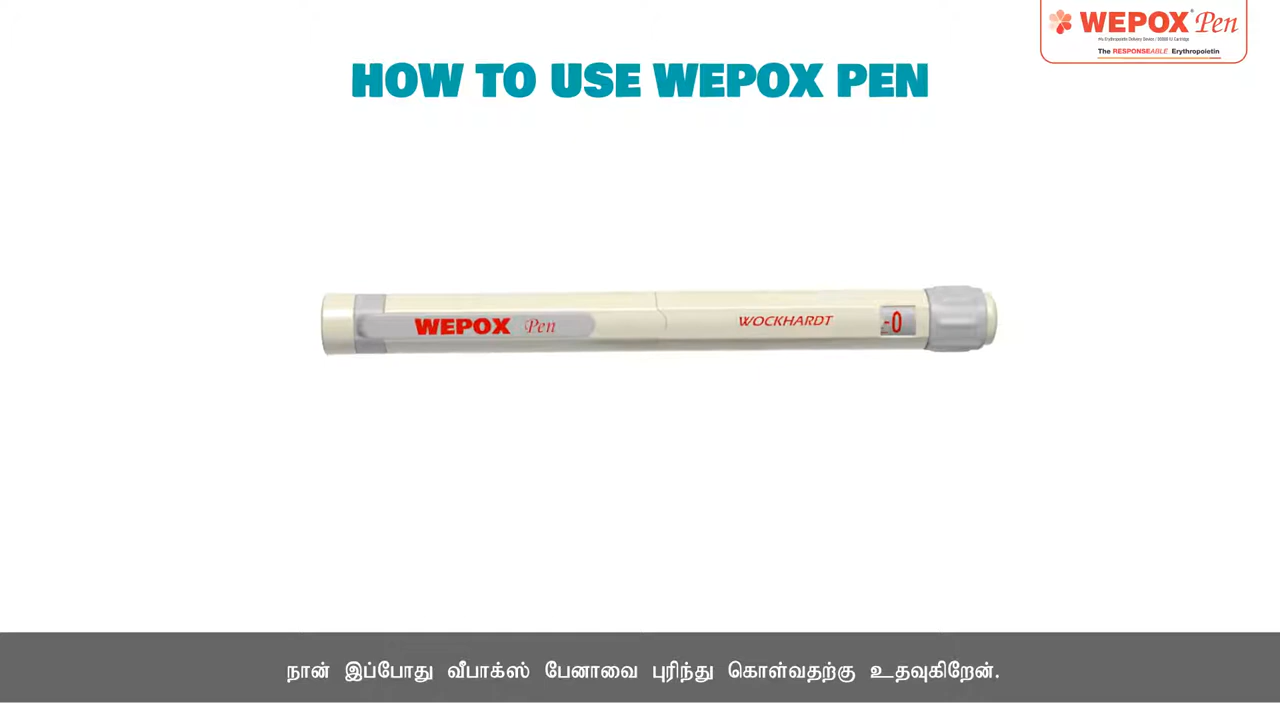 WEPOX® Pen
The RESPONSEABLE Erythropoietin
HOW TO USE WEPOX PEN
WEPOX Pen
WOCKHARDT
-0
நான் இப்போது வீபாக்ஸ் பேனாவை புரிந்து கொள்வதற்கு உதவுகிறேன்.